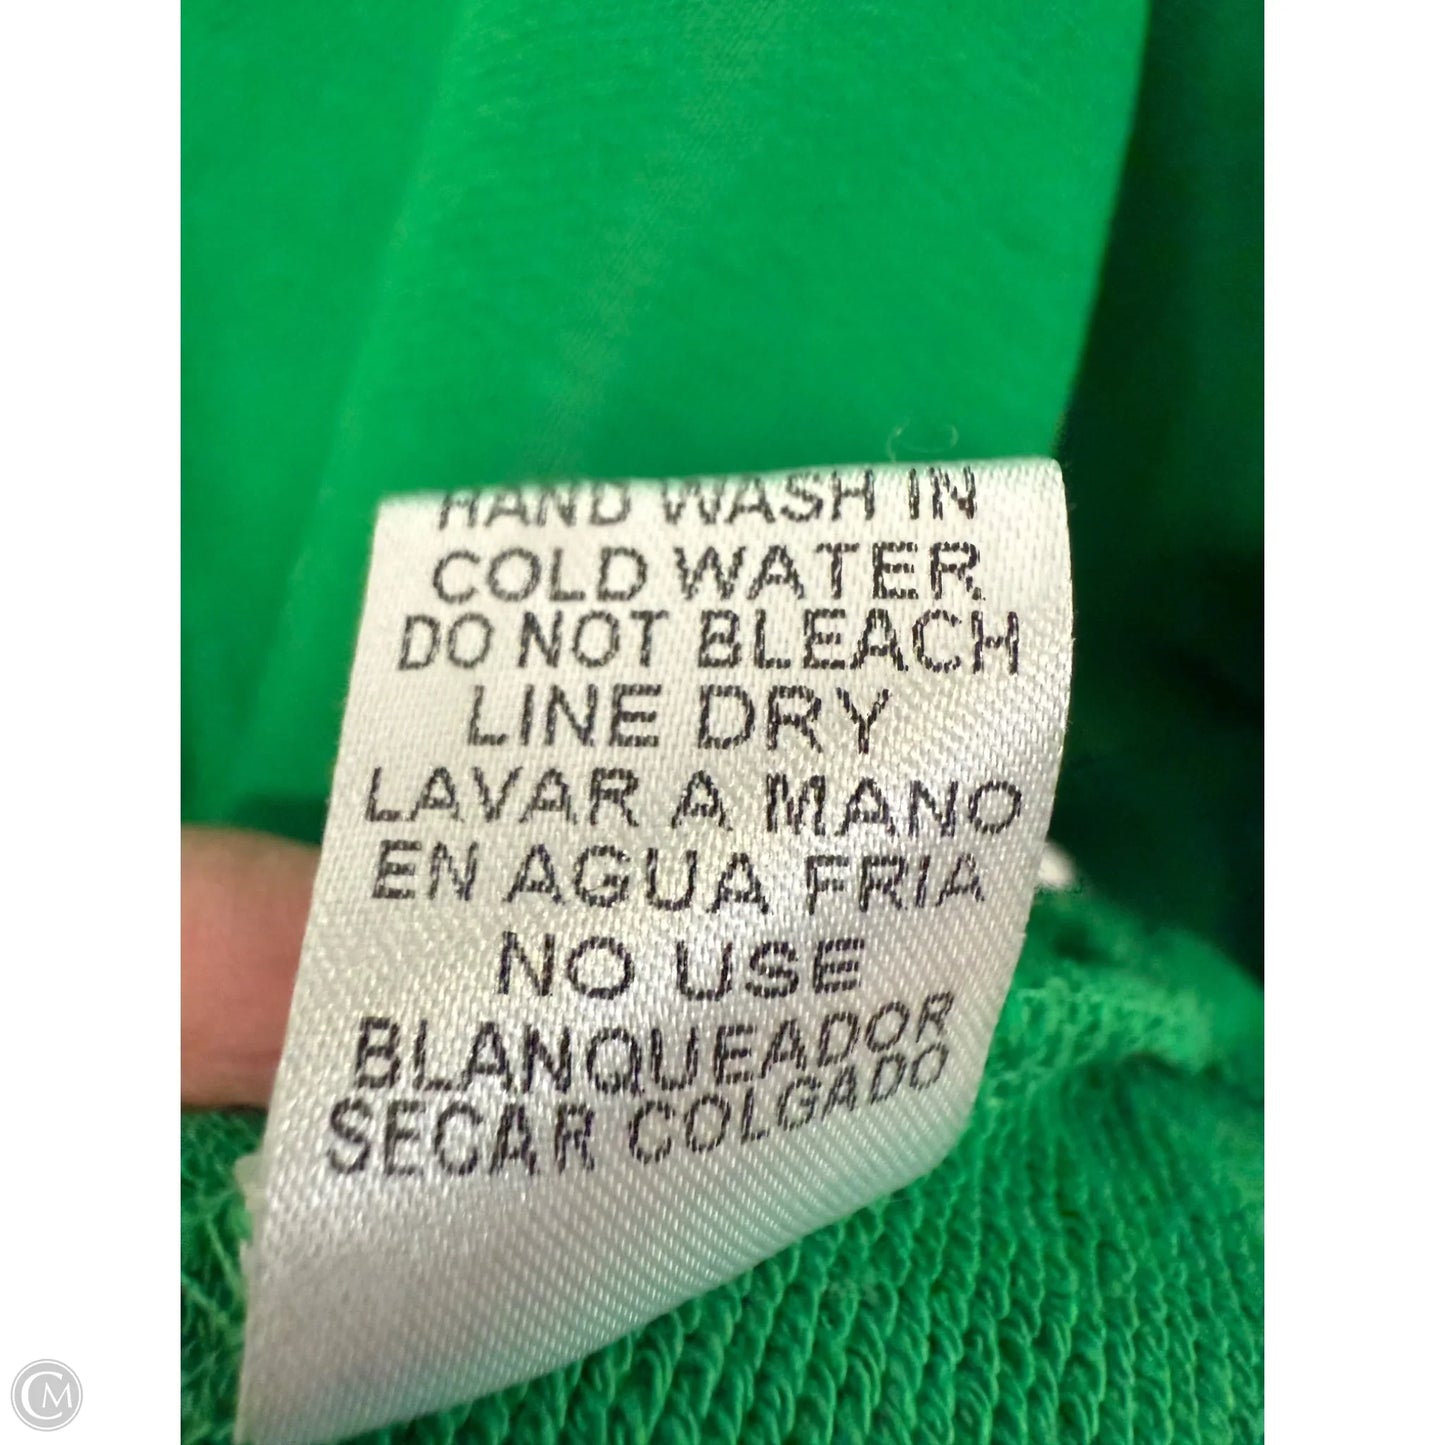 HAND WASH IN
COLD WATER
DO NOT BLEACH
LINE DRY
LAVAR A MANO
EN AGUA FRIA
NO USE
BLANQUEADOR
SECAR COLGADO
CM